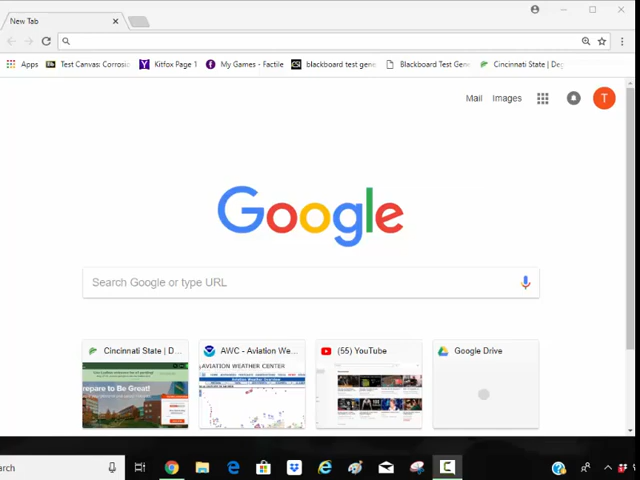 New Tab
Apps Test Canvas: Corrosio Kitfox Page 1 My Games - Factile blackboard test gene Blackboard Test Gene Cincinnati State | De
Mail Images T
Google
Search Google or type URL
Cincinnati State | D... AWC - Aviation We... (55) YouTube Google Drive
AVIATION WEATHER CENTER
repare to Be Great!
earch